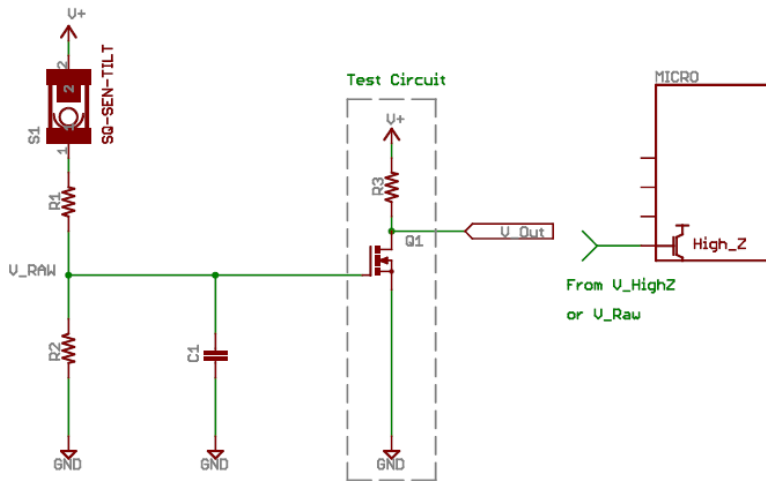 V+
2
2
1
1
S1
SQ-SEN-TILT
R1
V_RAW
R2
GND
C1
GND
Test Circuit
V+
R3
Q1
V_Out
GND
MICRO
High_Z
From V_HighZ
or V_Raw